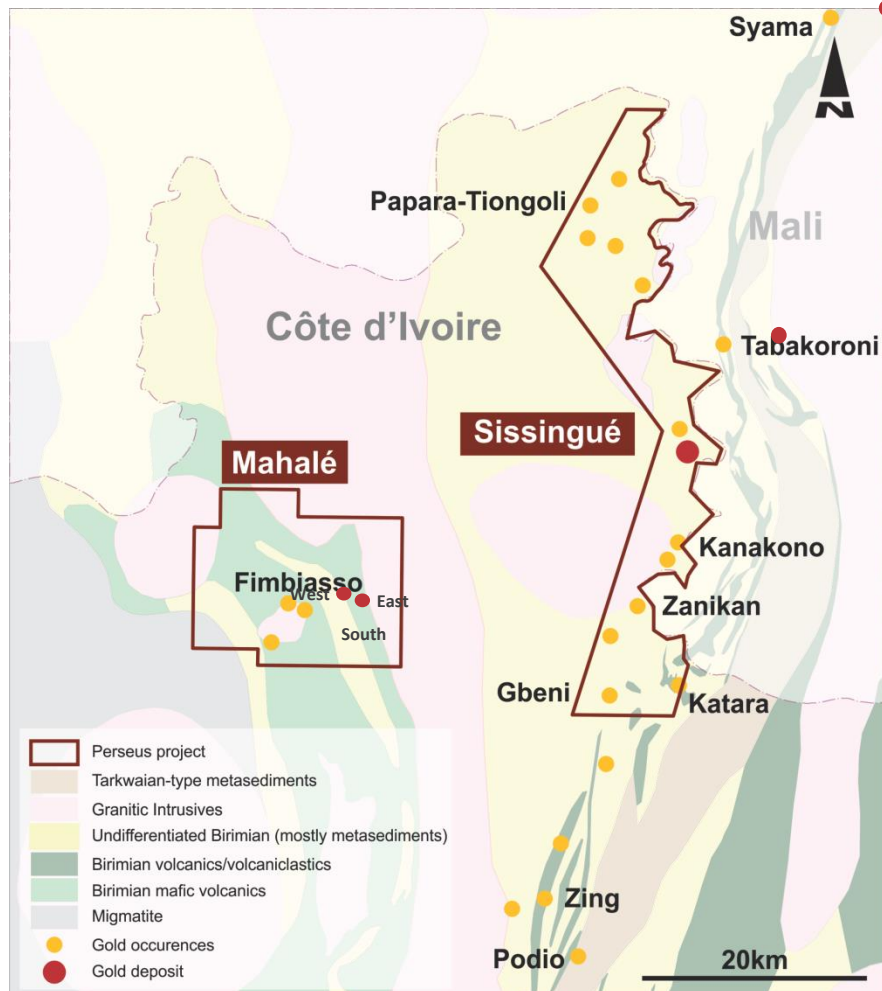 Syama
N
Papara-Tiongoli
Mali
Côte d'Ivoire
Tabakoroni
Sissingué
Mahalé
Kanakono
Fimbiasso
West
East
Zanikan
South
Gbeni
Katara
Perseus project
Tarkwaian-type metasediments
Granitic Intrusives
Undifferentiated Birimian (mostly metasediments)
Birimian volcanics/volcaniclastics
Birimian mafic volcanics
Migmatite
Gold occurences
Gold deposit
Zing
Podio
20km